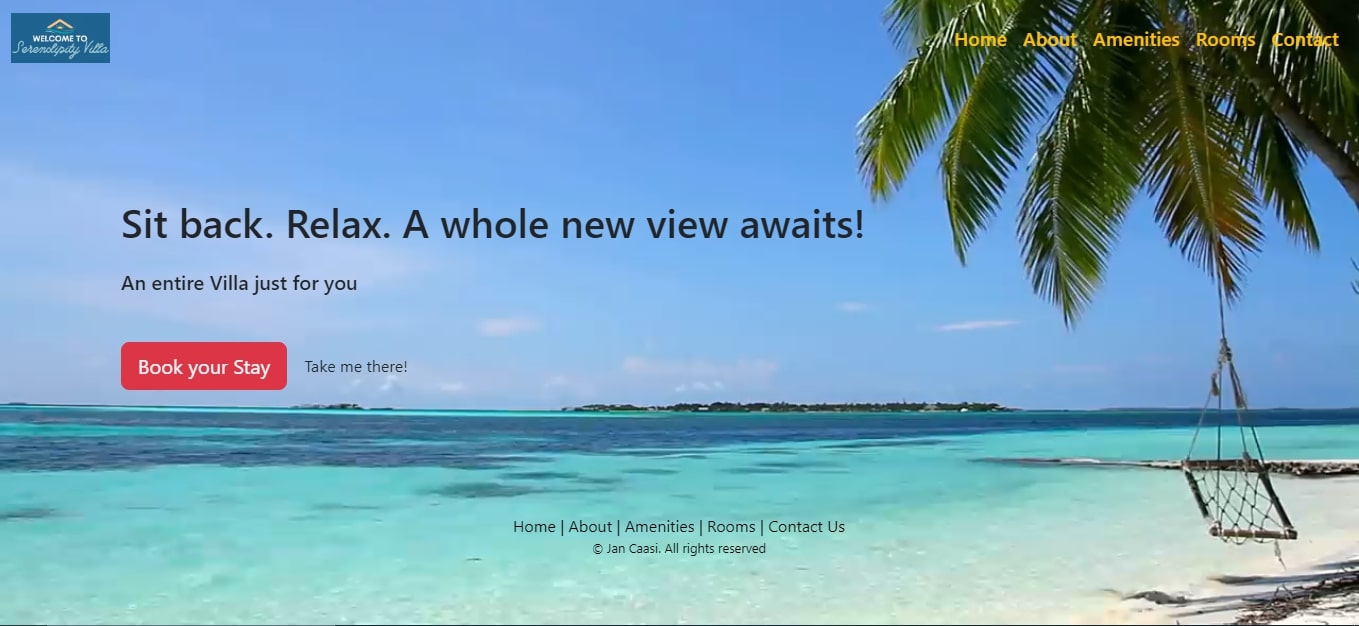 WELCOME TO
Serendipity Villa
Home About Amenities Rooms Contact
Sit back. Relax. A whole new view awaits!
An entire Villa just for you
Book your Stay Take me there!
Home | About | Amenities | Rooms | Contact Us
© Jan Caasi. All rights reserved